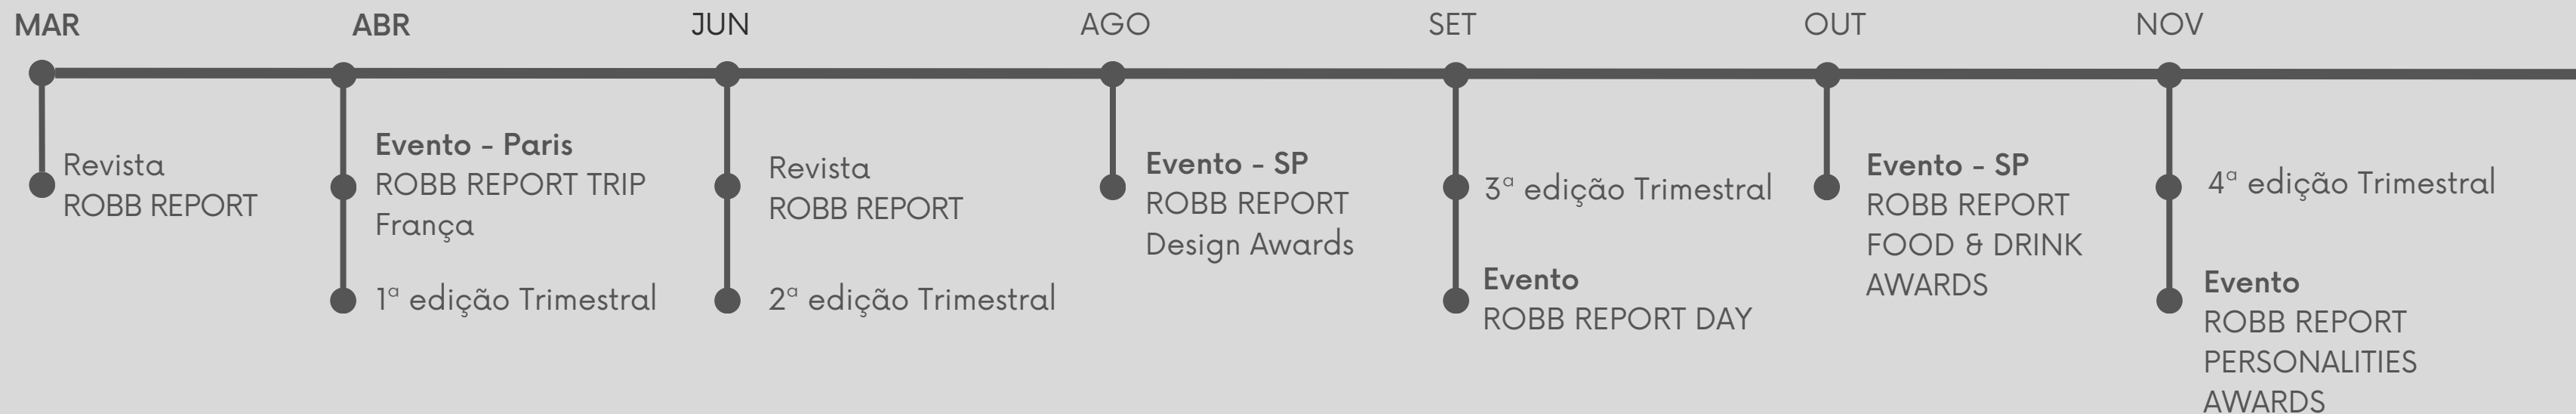 MAR
ABR
JUN
AGO
SET
OUT
NOV
Revista
ROBB REPORT
Evento - Paris
ROBB REPORT TRIP
França
1ª edição Trimestral
Revista
ROBB REPORT
2ª edição Trimestral
Evento - SP
ROBB REPORT
Design Awards
3ª edição Trimestral
Evento
ROBB REPORT DAY
Evento - SP
ROBB REPORT
FOOD & DRINK
AWARDS
4ª edição Trimestral
Evento
ROBB REPORT
PERSONALITIES
AWARDS